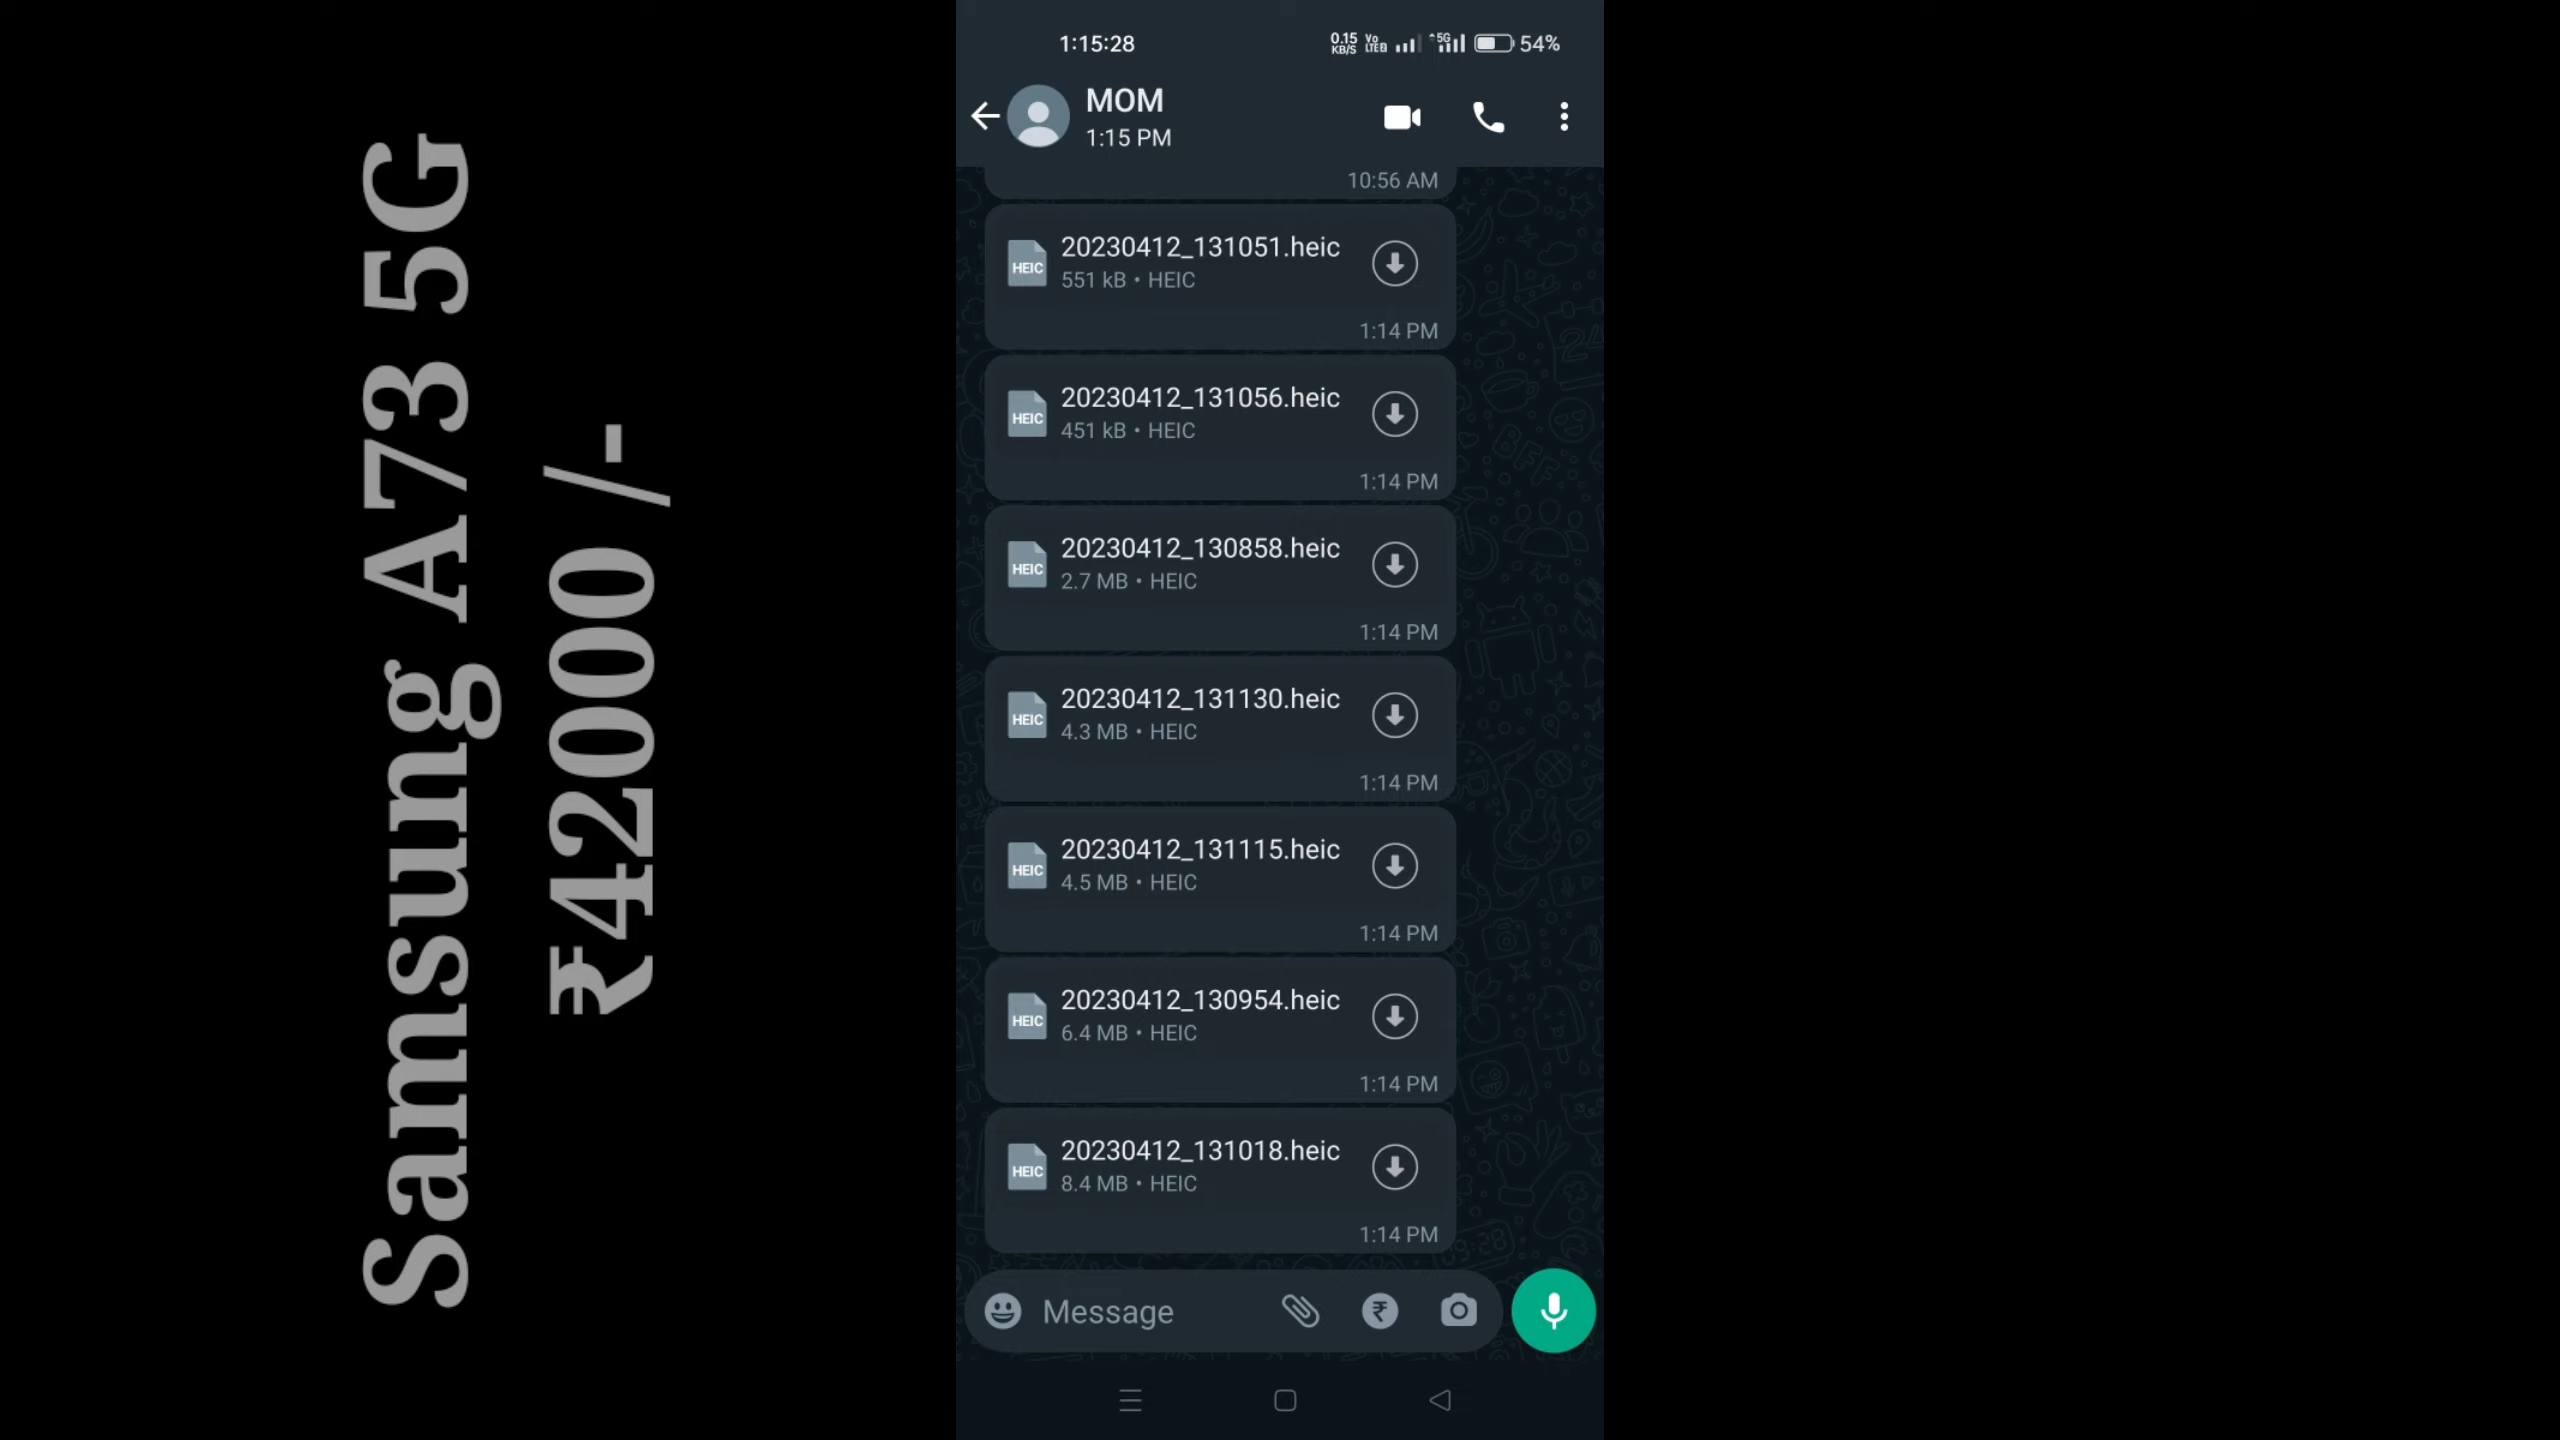 Samsung A73 5G
₹42000 /-
1:15:28
0.15 KB/S Vo LTE2 5G 54%
MOM
1:15 PM
10:56 AM
HEIC 20230412_131051.heic
551 kB • HEIC
1:14 PM
HEIC 20230412_131056.heic
451 kB • HEIC
1:14 PM
HEIC 20230412_130858.heic
2.7 MB • HEIC
1:14 PM
HEIC 20230412_131130.heic
4.3 MB • HEIC
1:14 PM
HEIC 20230412_131115.heic
4.5 MB • HEIC
1:14 PM
HEIC 20230412_130954.heic
6.4 MB • HEIC
1:14 PM
HEIC 20230412_131018.heic
8.4 MB • HEIC
1:14 PM
Message